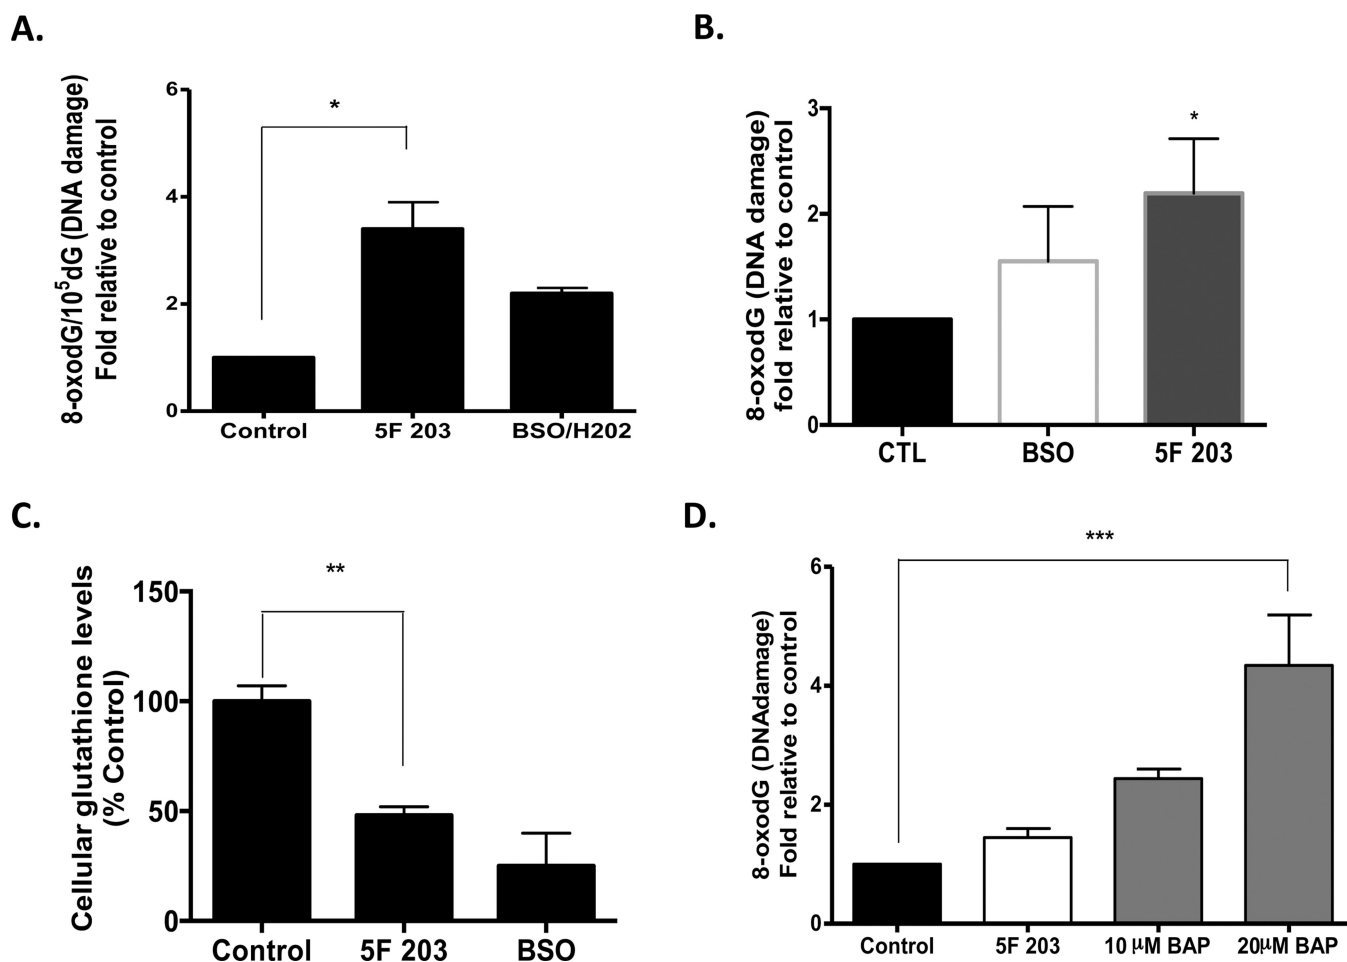 A.
8-oxodG/10⁵dG (DNA damage)
Fold relative to control
6
4
2
0
*
Control
5F 203
BSO/H202
B.
8-oxodG (DNA damage)
fold relative to control
3
2
1
0
*
CTL
BSO
5F 203
C.
Cellular glutathione levels
(% Control)
150
100
50
0
**
Control
5F 203
BSO
D.
8-oxodG (DNAdamage)
Fold relative to control
6
4
2
0
***
Control
5F 203
10 µM BAP
20µM BAP